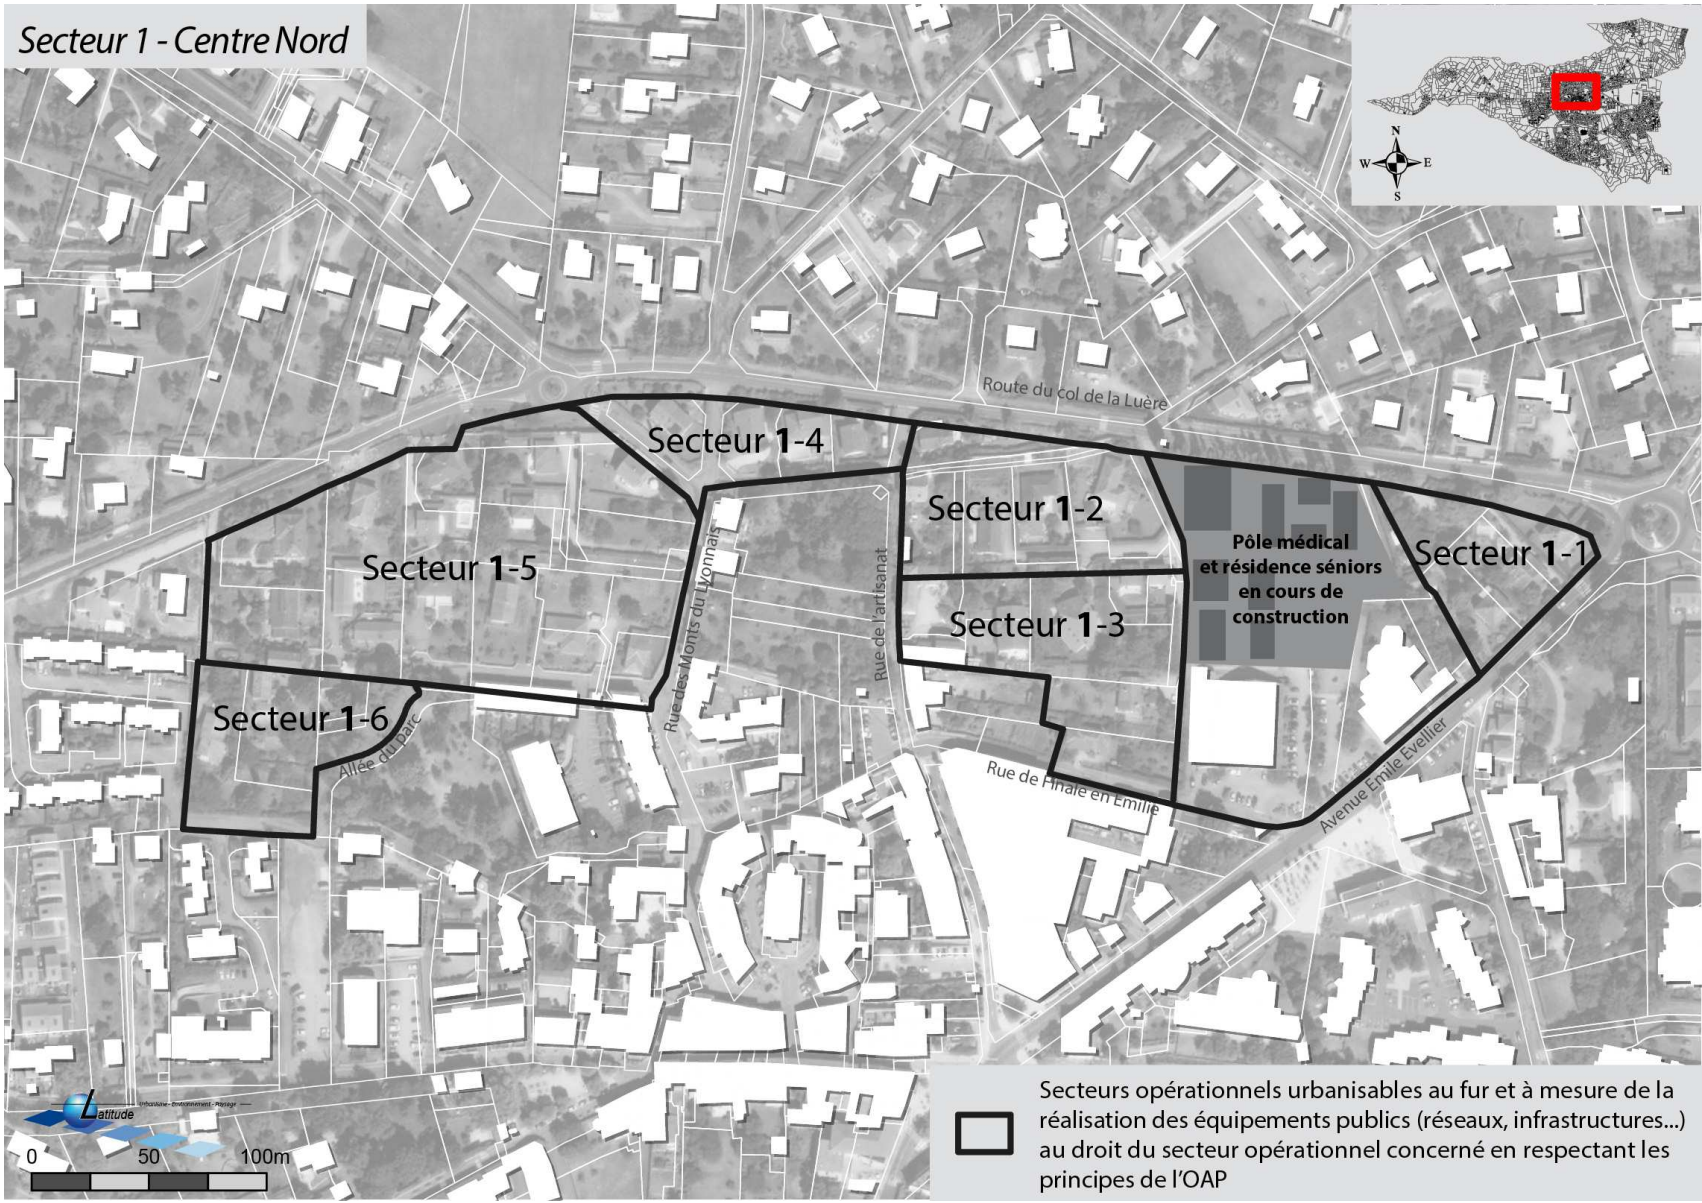 Secteur 1 - Centre Nord
N
W
E
S
Route du col de la Luère
Secteur 1-4
Secteur 1-2
Secteur 1-5
Pôle médical
et résidence séniors
en cours de
construction
Secteur 1-1
Rue des Monts du Lyonnais
Rue de l'artisanat
Secteur 1-3
Secteur 1-6
Allée du parc
Rue de Finale en Emilie
Avenue Emile Evellier
Latitude
Urbanisme - Environnement - Paysage
0 50 100m
Secteurs opérationnels urbanisables au fur et à mesure de la
réalisation des équipements publics (réseaux, infrastructures...)
au droit du secteur opérationnel concerné en respectant les
principes de l'OAP